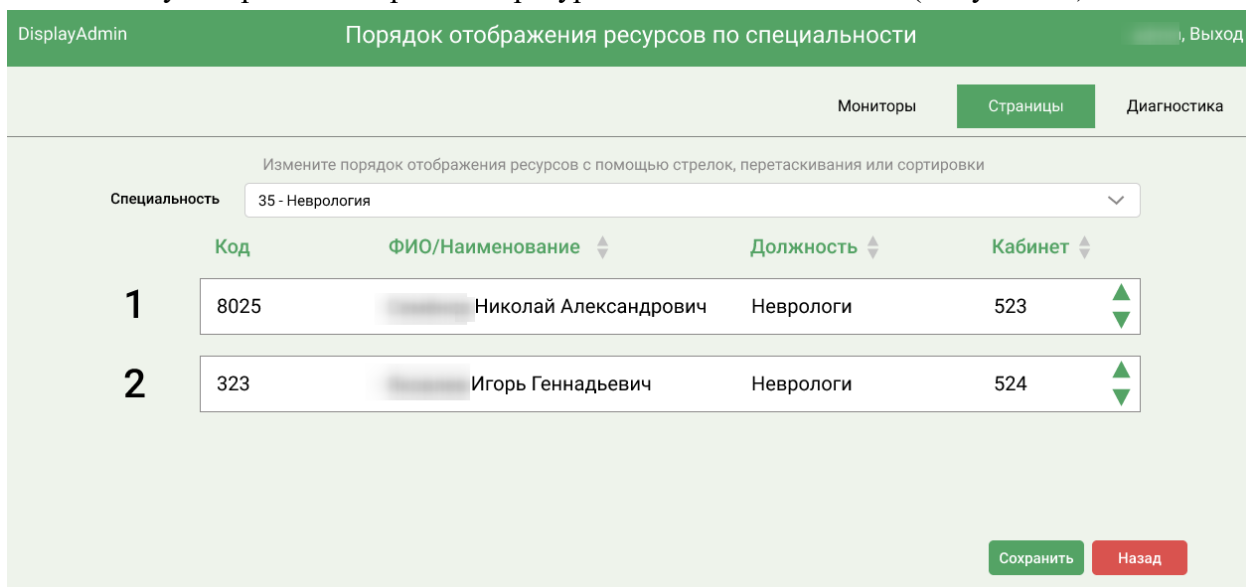 DisplayAdmin Порядок отображения ресурсов по специальности , Выход
Мониторы Страницы Диагностика
Измените порядок отображения ресурсов с помощью стрелок, перетаскивания или сортировки
Специальность 35 - Неврология
Код ФИО/Наименование Должность Кабинет
1 8025 Николай Александрович Неврологи 523
2 323 Игорь Геннадьевич Неврологи 524
Сохранить Назад